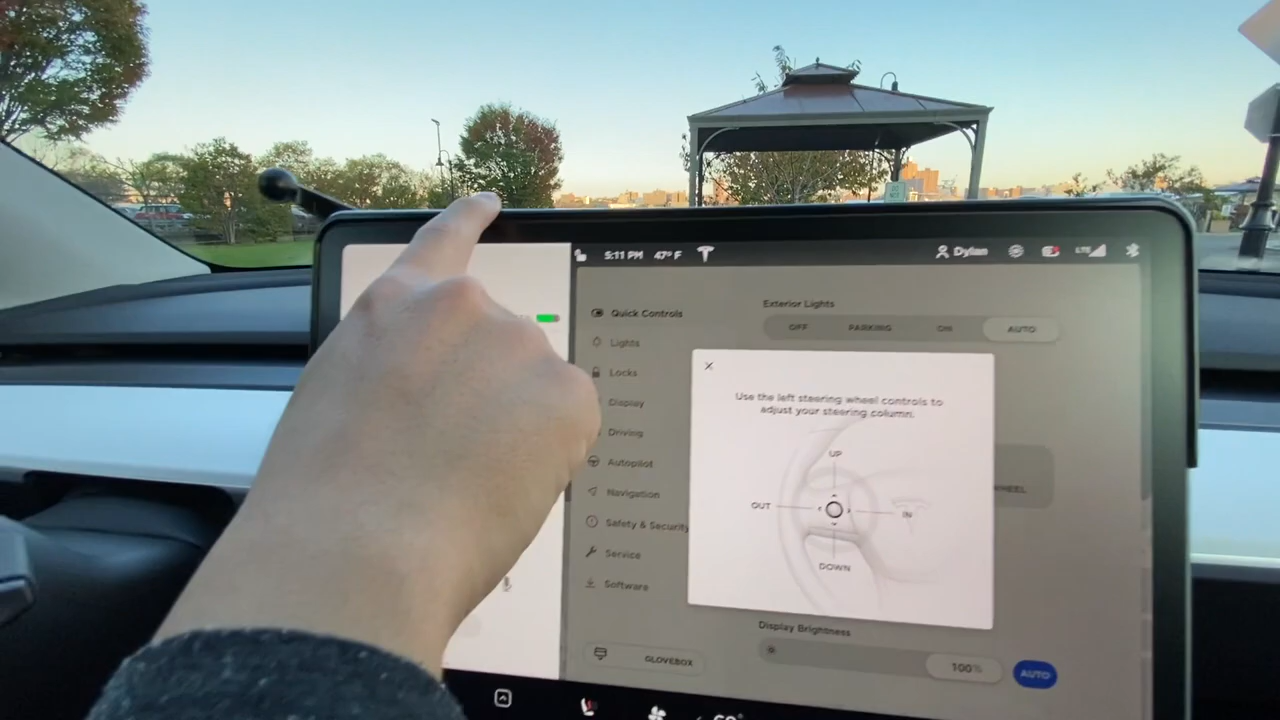 5:11 PM 47° F
Dylan
LTE
Quick Controls
Lights
Locks
Display
Driving
Autopilot
Navigation
Safety & Security
Service
Software
GLOVEBOX
Exterior Lights
OFF PARKING ON AUTO
Use the left steering wheel controls to
adjust your steering column.
UP
OUT
IN
DOWN
WHEEL
Display Brightness
100%
AUTO